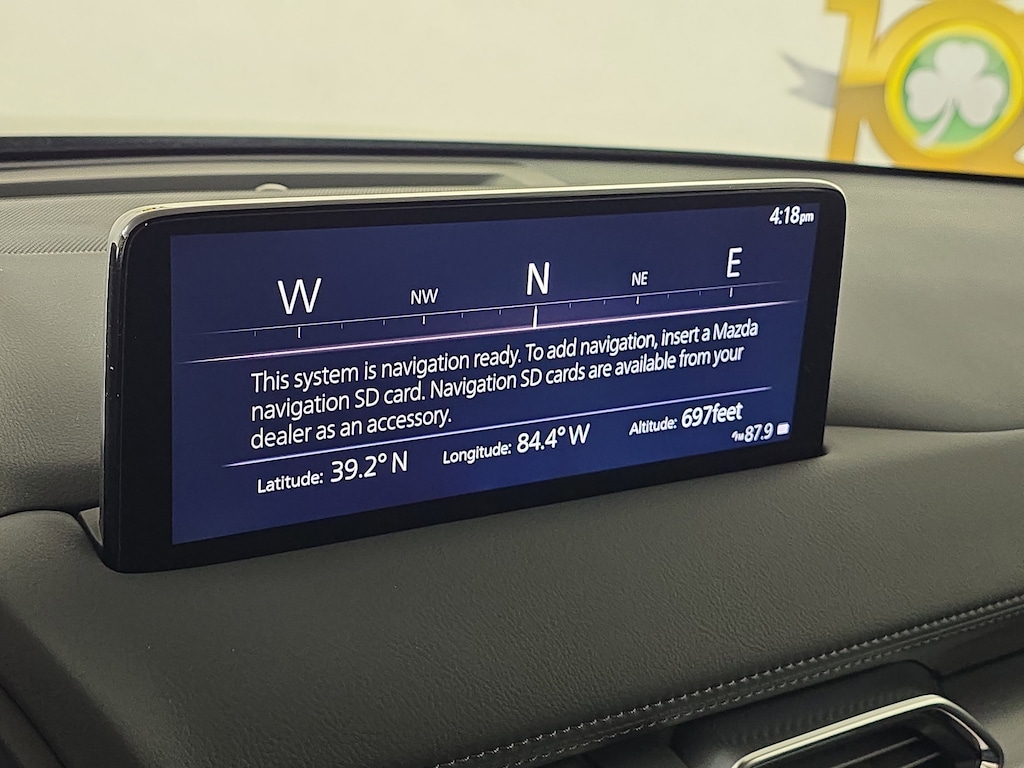 10
4:18pm
W NW N NE E
This system is navigation ready. To add navigation, insert a Mazda
navigation SD card. Navigation SD cards are available from your
dealer as an accessory.
Latitude: 39.2° N Longitude: 84.4° W Altitude: 697feet
FM 87.9